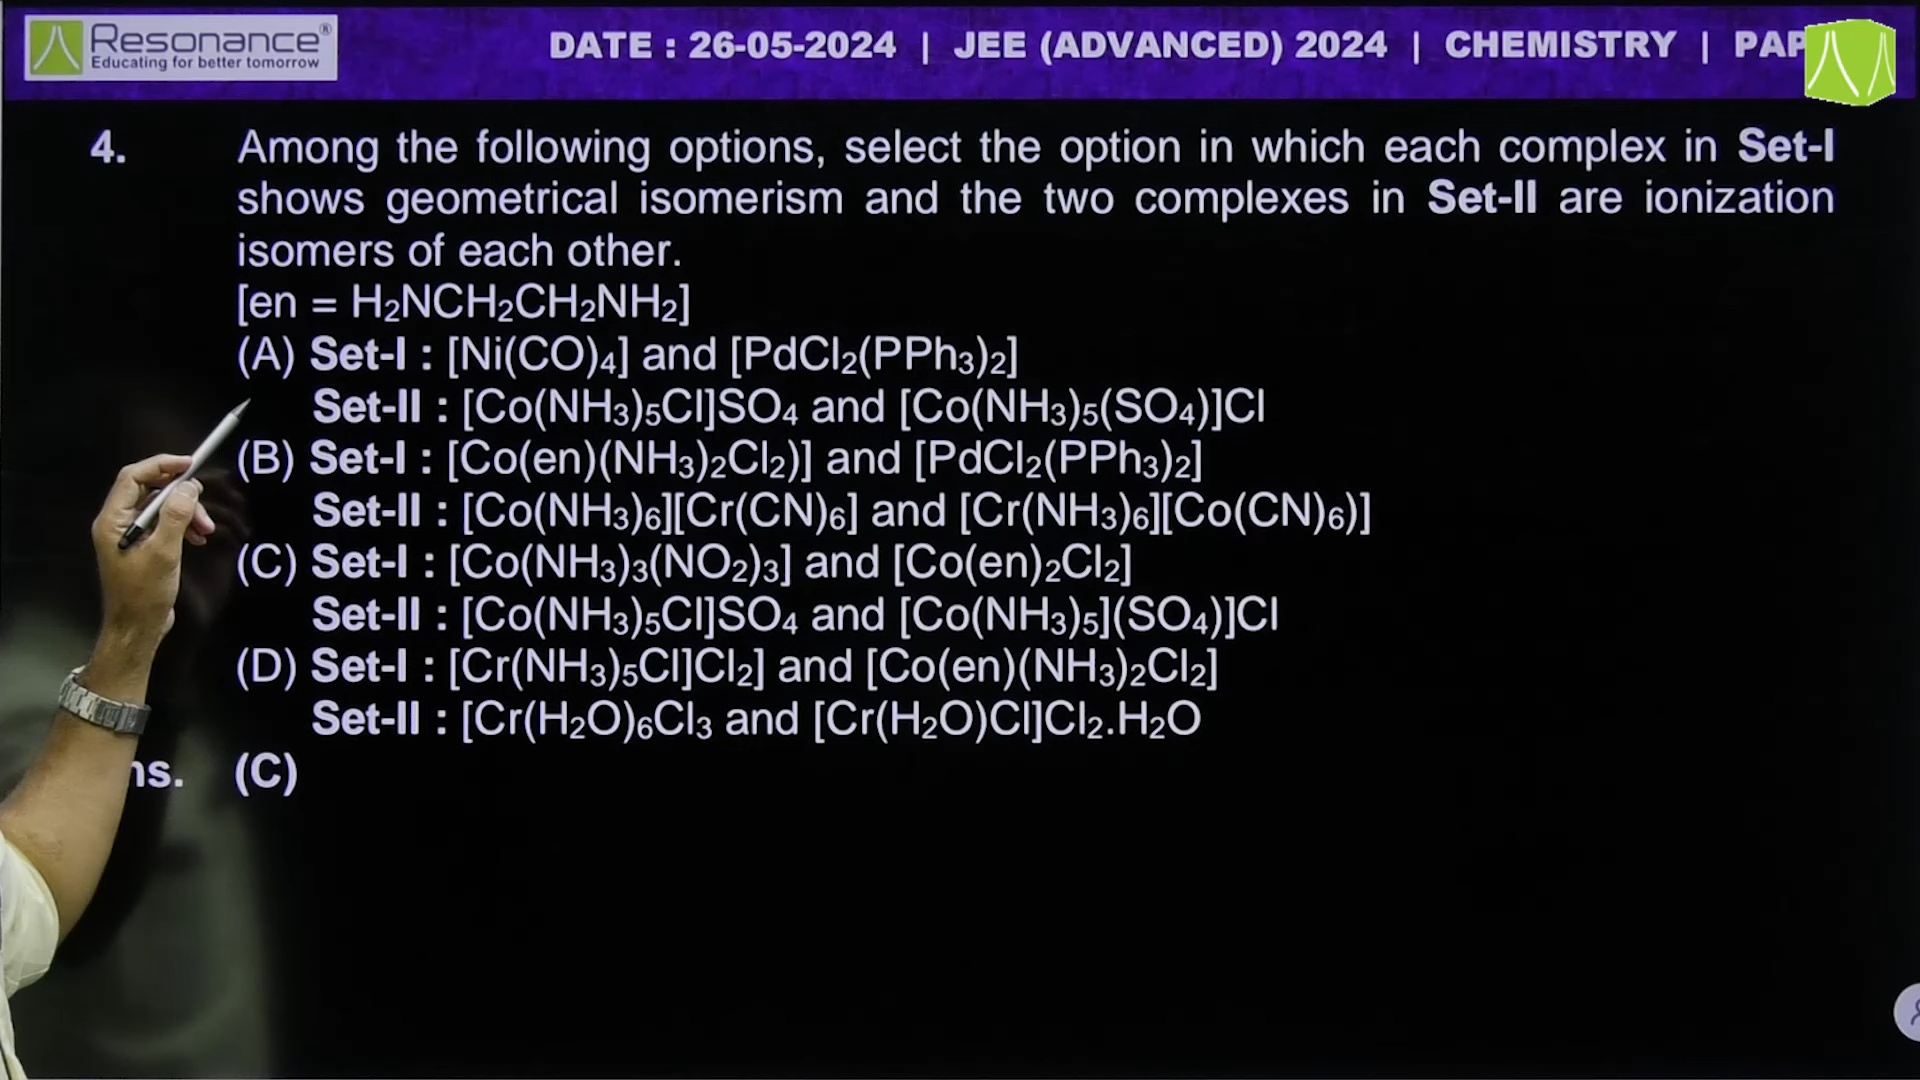 Resonance®
Educating for better tomorrow
DATE : 26-05-2024 | JEE (ADVANCED) 2024 | CHEMISTRY | PAP
4. Among the following options, select the option in which each complex in Set-I
shows geometrical isomerism and the two complexes in Set-II are ionization
isomers of each other.
[en = H₂NCH₂CH₂NH₂]
(A) Set-I : [Ni(CO)₄] and [PdCl₂(PPh₃)₂]
Set-II : [Co(NH₃)₅Cl]SO₄ and [Co(NH₃)₅(SO₄)]Cl
(B) Set-I : [Co(en)(NH₃)₂Cl₂)] and [PdCl₂(PPh₃)₂]
Set-II : [Co(NH₃)₆][Cr(CN)₆] and [Cr(NH₃)₆][Co(CN)₆)]
(C) Set-I : [Co(NH₃)₃(NO₂)₃] and [Co(en)₂Cl₂]
Set-II : [Co(NH₃)₅Cl]SO₄ and [Co(NH₃)₅](SO₄)]Cl
(D) Set-I : [Cr(NH₃)₅Cl]Cl₂] and [Co(en)(NH₃)₂Cl₂]
Set-II : [Cr(H₂O)₆Cl₃ and [Cr(H₂O)Cl]Cl₂.H₂O
ns. (C)